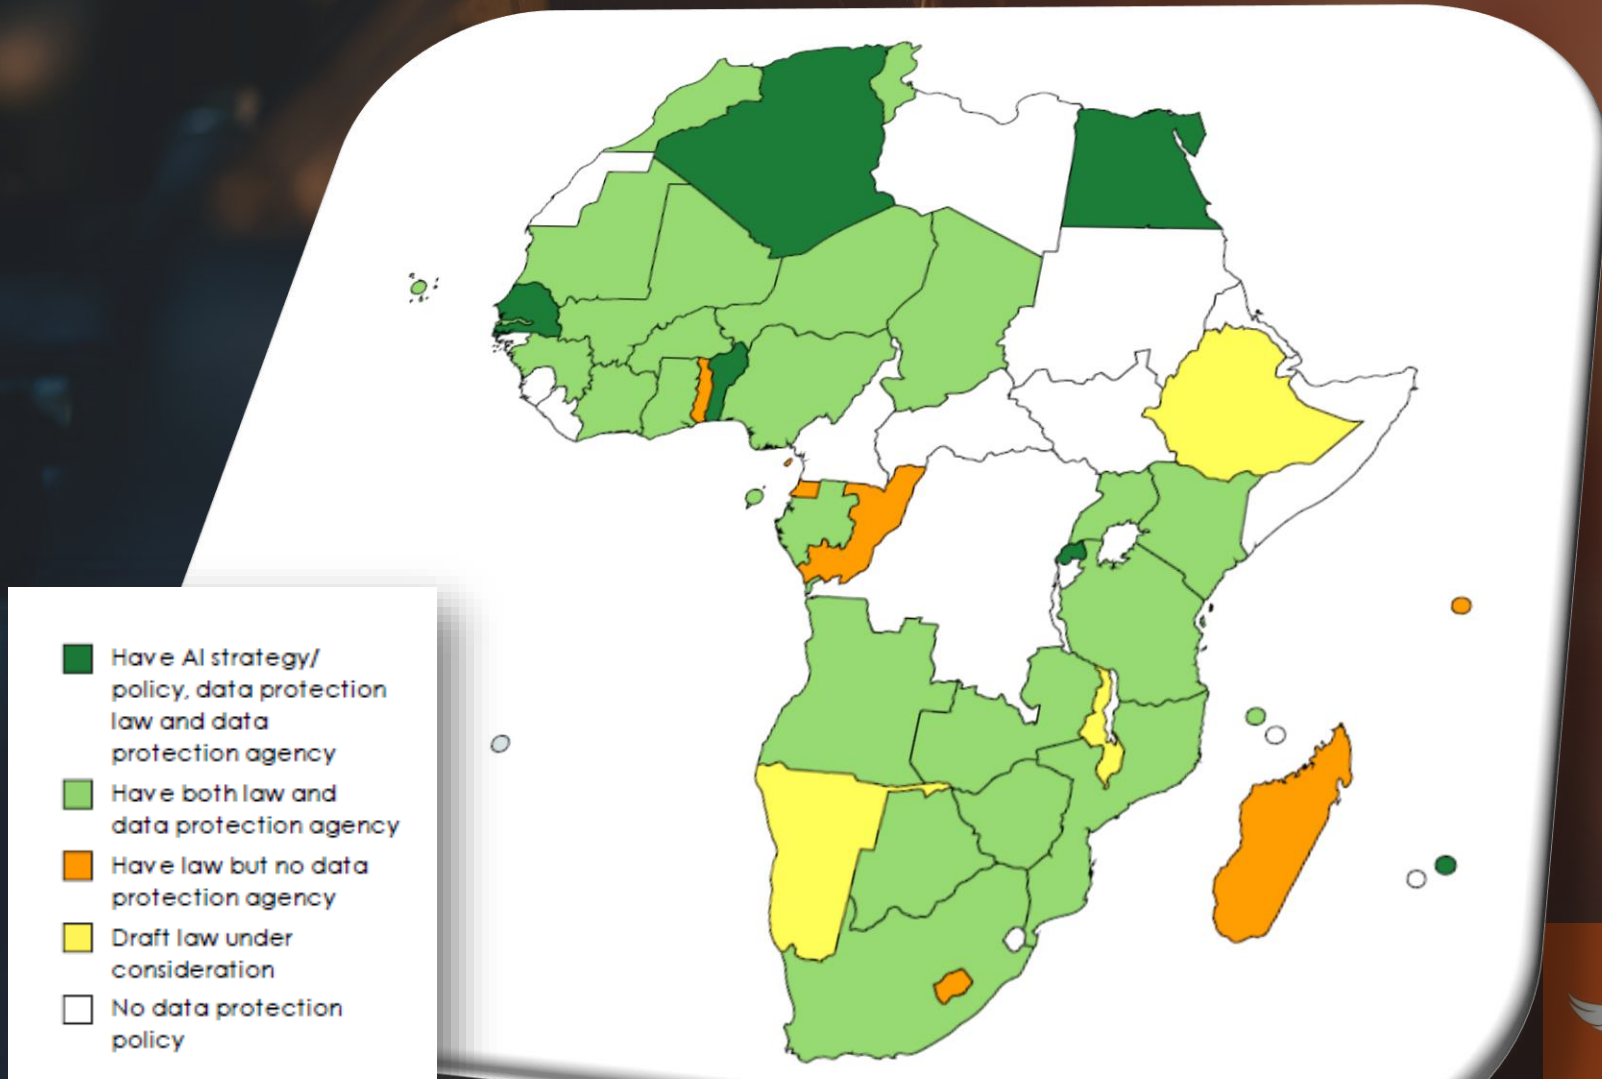 Have AI strategy/
policy, data protection
law and data
protection agency
Have both law and
data protection agency
Have law but no data
protection agency
Draft law under
consideration
No data protection
policy